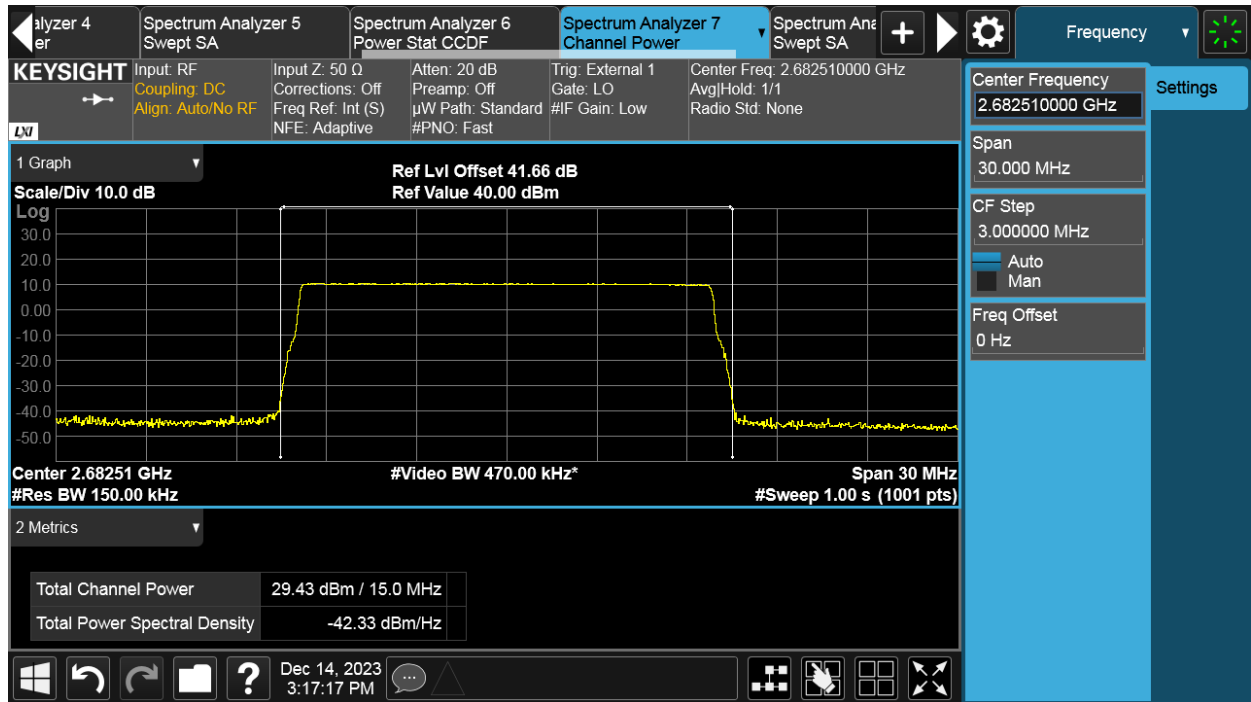 alyzer 4
er
Spectrum Analyzer 5
Swept SA
Spectrum Analyzer 6
Power Stat CCDF
Spectrum Analyzer 7
Channel Power
Spectrum Ana
Swept SA
Frequency
KEYSIGHT
LXI
Input: RF
Coupling: DC
Align: Auto/No RF
Input Z: 50 Ω
Corrections: Off
Freq Ref: Int (S)
NFE: Adaptive
Atten: 20 dB
Preamp: Off
µW Path: Standard
#PNO: Fast
Trig: External 1
Gate: LO
#IF Gain: Low
Center Freq: 2.682510000 GHz
Avg|Hold: 1/1
Radio Std: None
Center Frequency
2.682510000 GHz
Settings
Span
30.000 MHz
CF Step
3.000000 MHz
Auto
Man
Freq Offset
0 Hz
1 Graph
Scale/Div 10.0 dB
Ref Lvl Offset 41.66 dB
Ref Value 40.00 dBm
Log
30.0
20.0
10.0
0.00
-10.0
-20.0
-30.0
-40.0
-50.0
Center 2.68251 GHz
#Res BW 150.00 kHz
#Video BW 470.00 kHz*
Span 30 MHz
#Sweep 1.00 s (1001 pts)
2 Metrics
Total Channel Power 29.43 dBm / 15.0 MHz
Total Power Spectral Density -42.33 dBm/Hz
?
Dec 14, 2023
3:17:17 PM